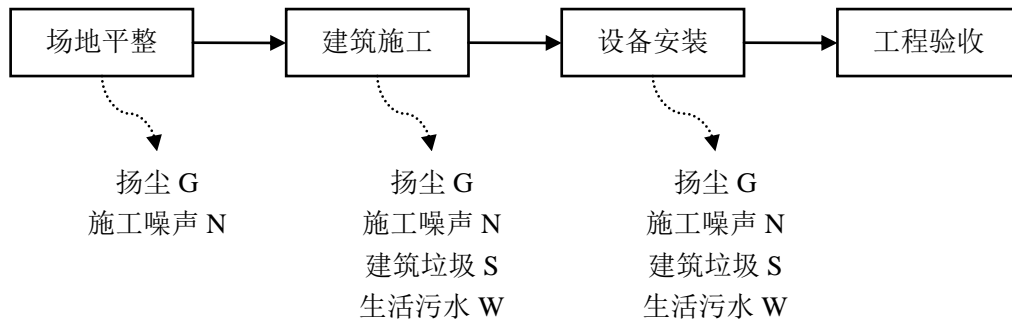 场地平整
建筑施工
设备安装
工程验收
扬尘 G
施工噪声 N
扬尘 G
施工噪声 N
建筑垃圾 S
生活污水 W
扬尘 G
施工噪声 N
建筑垃圾 S
生活污水 W